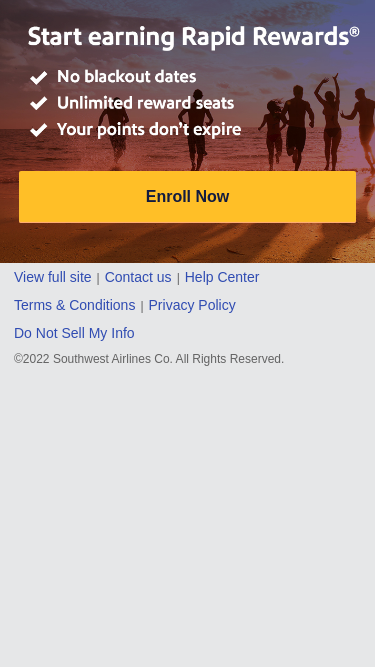 Start earning Rapid Rewards®
No blackout dates
Unlimited reward seats
Your points don't expire
Enroll Now
View full site | Contact us | Help Center
Terms & Conditions | Privacy Policy
Do Not Sell My Info
©2022 Southwest Airlines Co. All Rights Reserved.